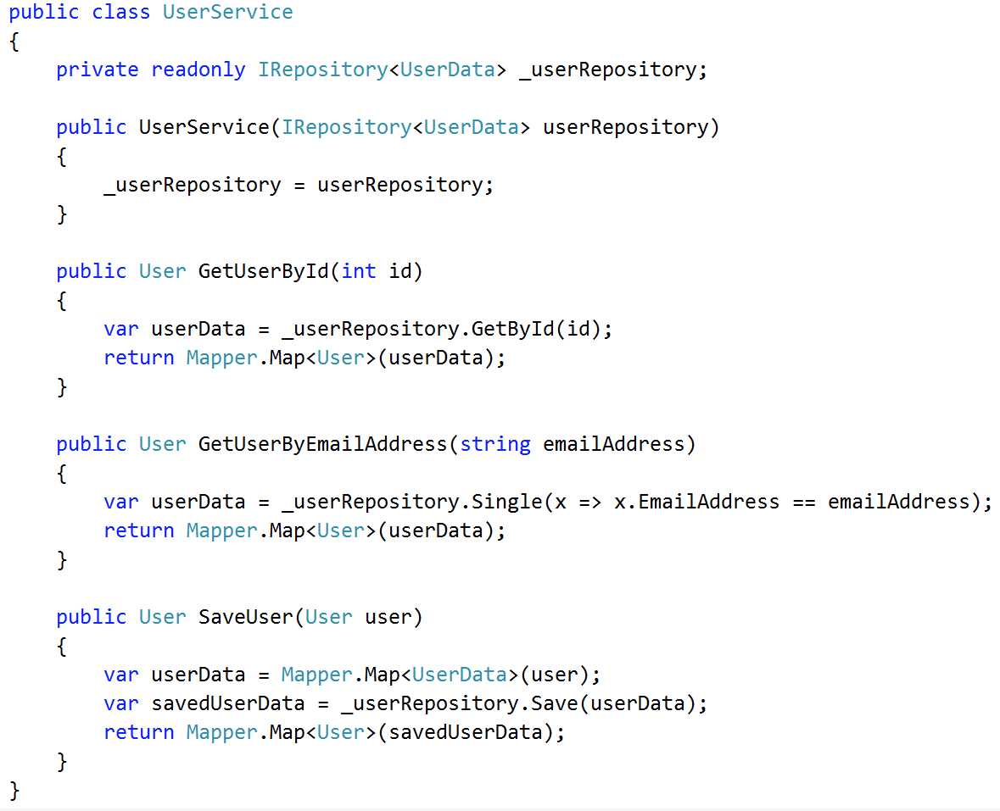 public class UserService
{
    private readonly IRepository<UserData> _userRepository;

    public UserService(IRepository<UserData> userRepository)
    {
        _userRepository = userRepository;
    }

    public User GetUserById(int id)
    {
        var userData = _userRepository.GetById(id);
        return Mapper.Map<User>(userData);
    }

    public User GetUserByEmailAddress(string emailAddress)
    {
        var userData = _userRepository.Single(x => x.EmailAddress == emailAddress);
        return Mapper.Map<User>(userData);
    }

    public User SaveUser(User user)
    {
        var userData = Mapper.Map<UserData>(user);
        var savedUserData = _userRepository.Save(userData);
        return Mapper.Map<User>(savedUserData);
    }
}